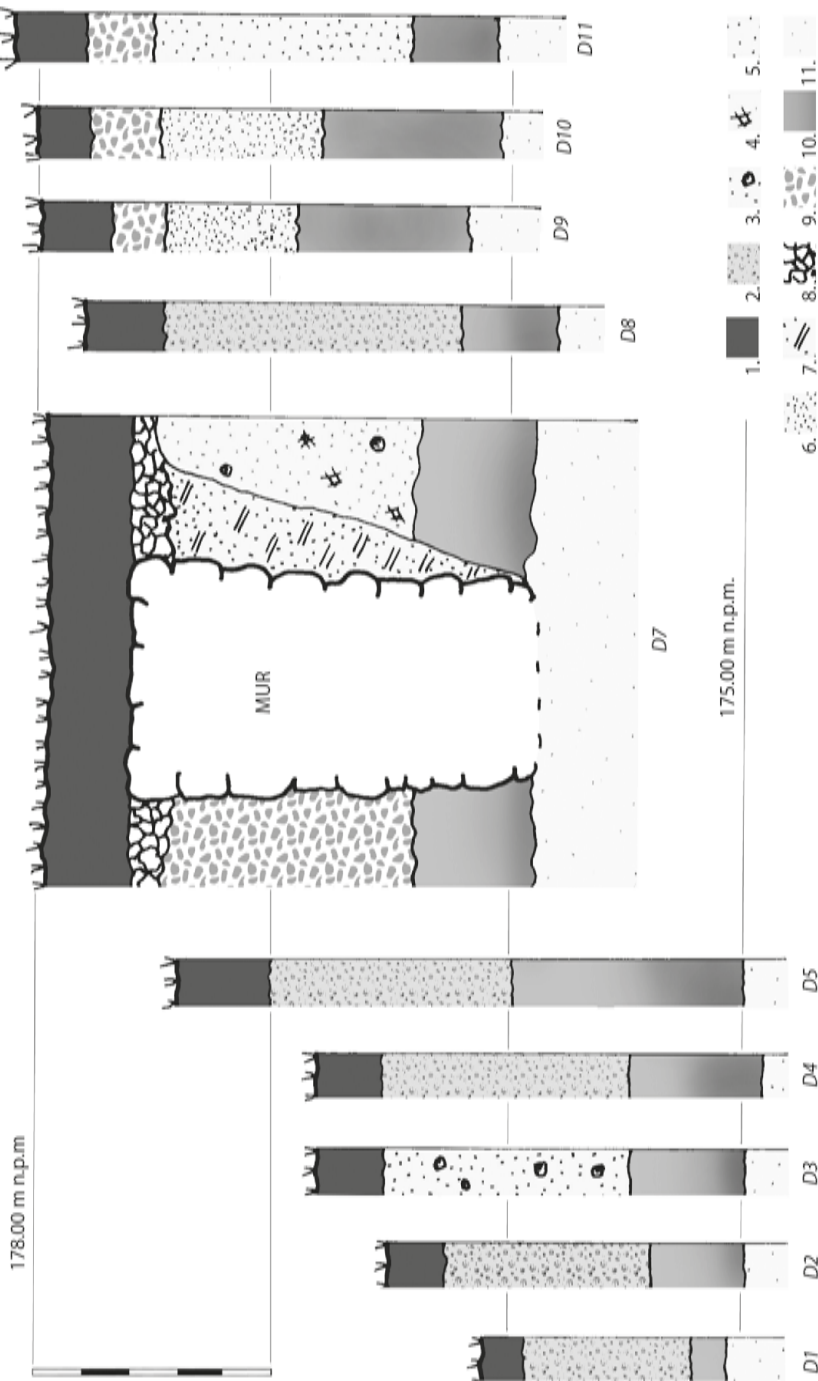 178.00 m n.p.m
MUR
175.00 m n.p.m.
D1
D2
D3
D4
D5
D7
D8
D9
D10
D11
1.
2.
3.
4.
5.
6.
7.
8.
9.
10.
11.